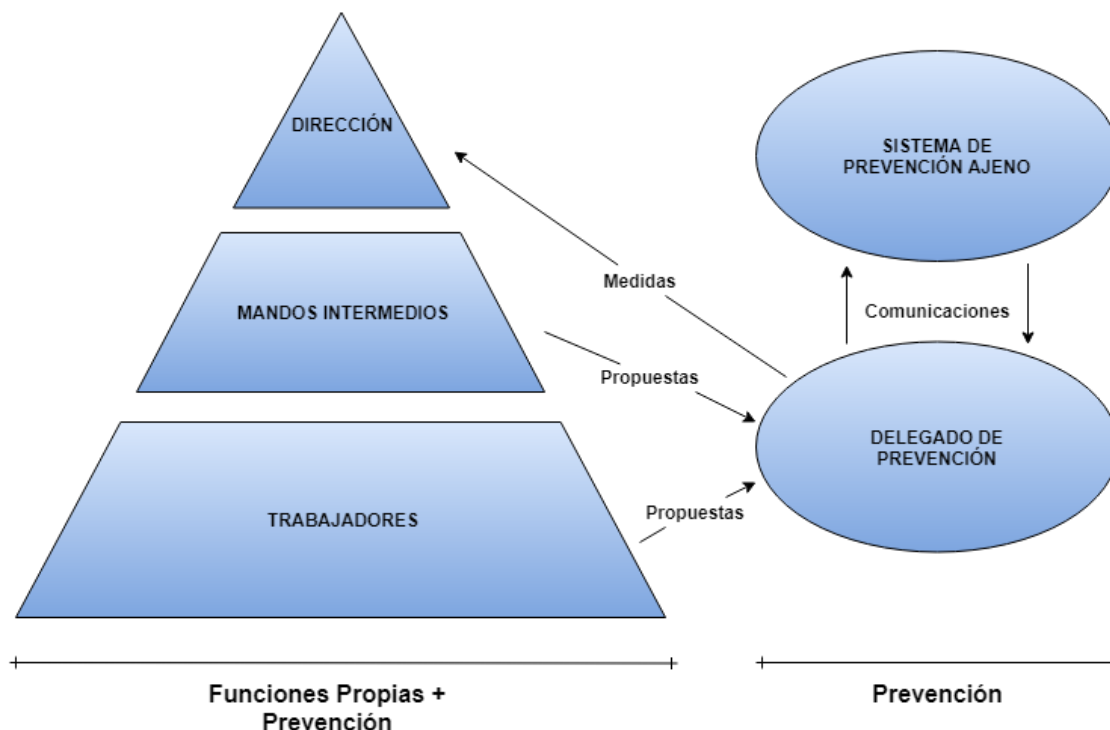 DIRECCIÓN
SISTEMA DE
PREVENCIÓN AJENO
Medidas
MANDOS INTERMEDIOS
Comunicaciones
Propuestas
DELEGADO DE
PREVENCIÓN
TRABAJADORES
Propuestas
Funciones Propias +
Prevención
Prevención